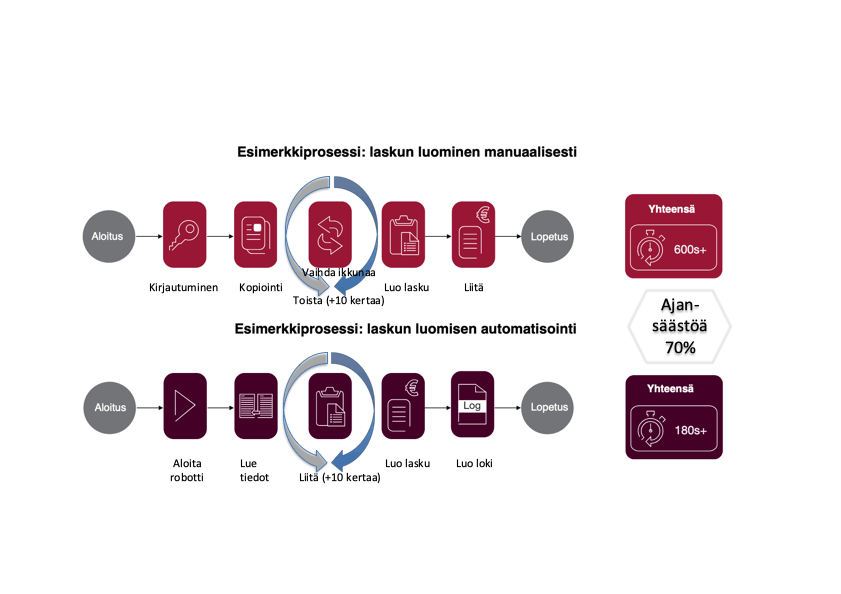 Esimerkkiprosessi: laskun luominen manuaalisesti
Aloitus
Lopetus
Kirjautuminen
Kopiointi
Vaihda ikkunaa
Toista (+10 kertaa)
Luo lasku
Liitä
Yhteensä
600s+
Ajan-
säästöä
70%
Esimerkkiprosessi: laskun luomisen automatisointi
Aloitus
Log
Lopetus
Aloita
robotti
Lue
tiedot
Liitä (+10 kertaa)
Luo lasku
Luo loki
Yhteensä
180s+